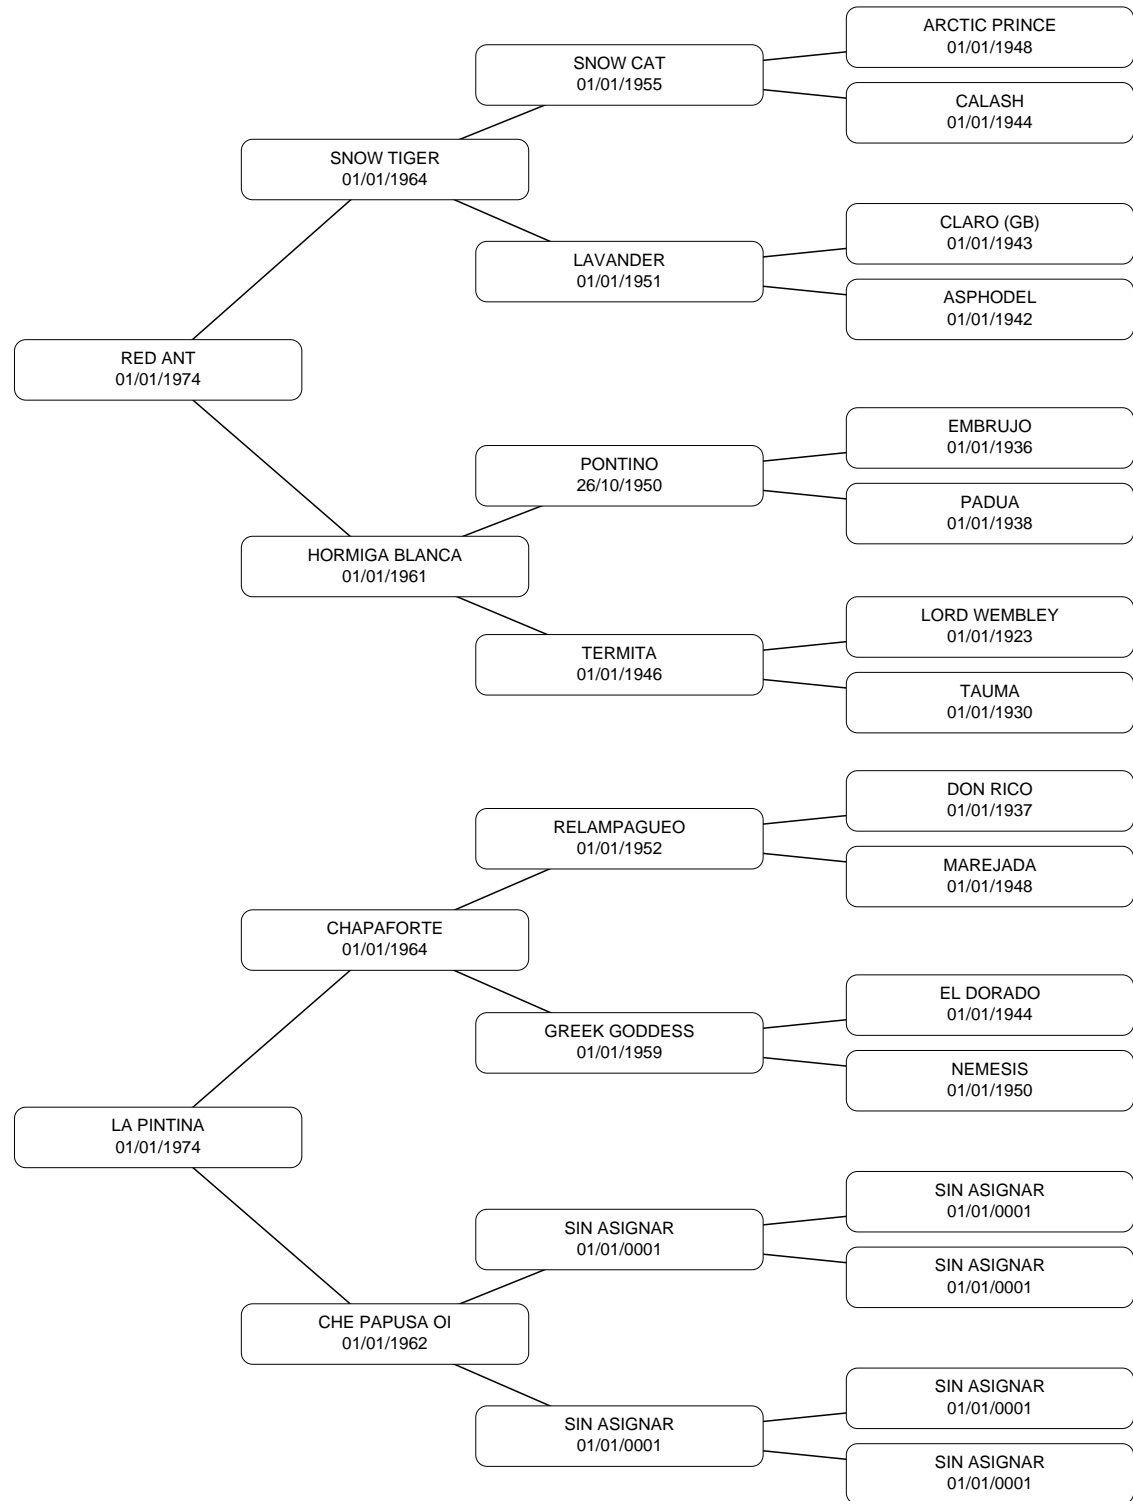 ARCTIC PRINCE
01/01/1948
SNOW CAT
01/01/1955
CALASH
01/01/1944
SNOW TIGER
01/01/1964
CLARO (GB)
01/01/1943
LAVANDER
01/01/1951
ASPHODEL
01/01/1942
RED ANT
01/01/1974
EMBRUJO
01/01/1936
PONTINO
26/10/1950
PADUA
01/01/1938
HORMIGA BLANCA
01/01/1961
LORD WEMBLEY
01/01/1923
TERMITA
01/01/1946
TAUMA
01/01/1930
DON RICO
01/01/1937
RELAMPAGUEO
01/01/1952
MAREJADA
01/01/1948
CHAPAFORTE
01/01/1964
EL DORADO
01/01/1944
GREEK GODDESS
01/01/1959
NEMESIS
01/01/1950
LA PINTINA
01/01/1974
SIN ASIGNAR
01/01/0001
SIN ASIGNAR
01/01/0001
SIN ASIGNAR
01/01/0001
CHE PAPUSA OI
01/01/1962
SIN ASIGNAR
01/01/0001
SIN ASIGNAR
01/01/0001
SIN ASIGNAR
01/01/0001